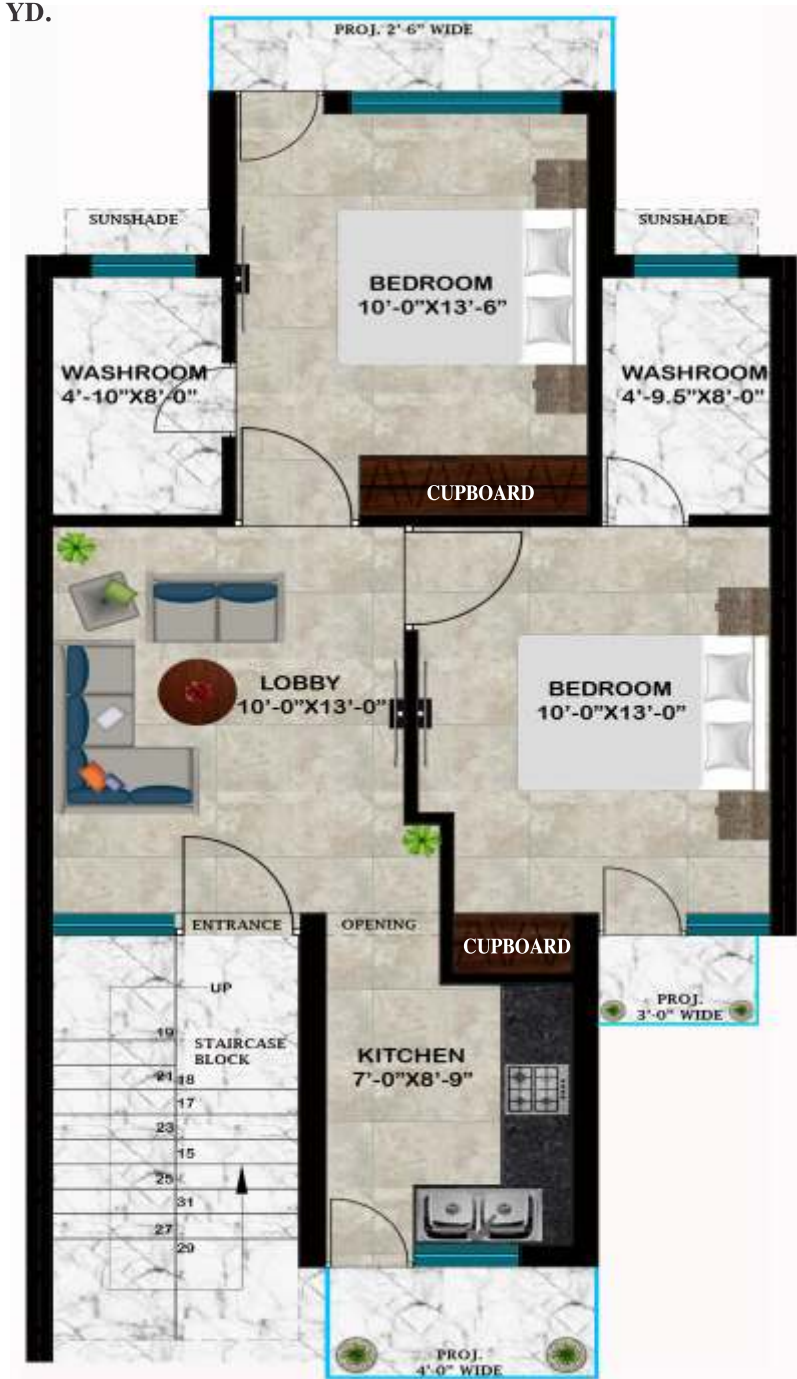 YD.
PROJ. 2'-6" WIDE
SUNSHADE
SUNSHADE
BEDROOM
10'-0"X13'-6"
WASHROOM
4'-10"X8'-0"
WASHROOM
4'-9.5"X8'-0"
CUPBOARD
LOBBY
10'-0"X13'-0"
BEDROOM
10'-0"X13'-0"
ENTRANCE
OPENING
CUPBOARD
UP
PROJ.
3'-0" WIDE
19
STAIRCASE
BLOCK
KITCHEN
7'-0"X8'-9"
21
18
17
23
15
25
31
27
29
PROJ.
4'-0" WIDE